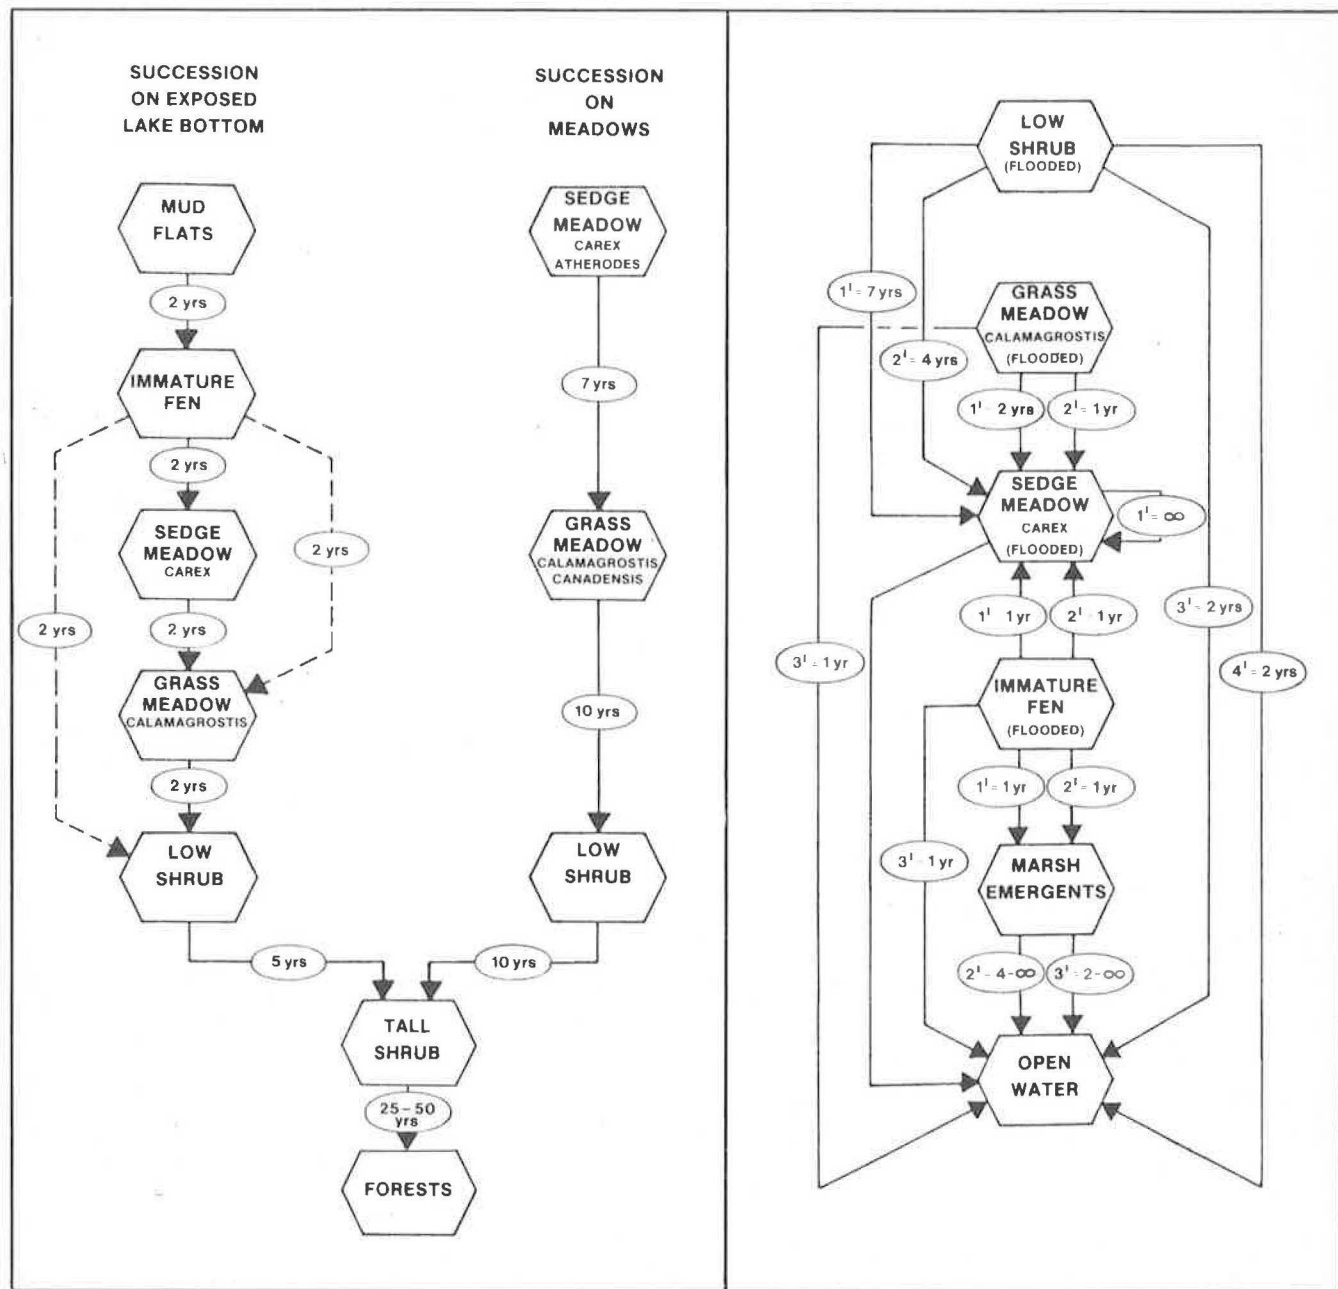 SUCCESSION
ON EXPOSED
LAKE BOTTOM
SUCCESSION
ON
MEADOWS
MUD
FLATS
2 yrs
IMMATURE
FEN
2 yrs
2 yrs
2 yrs
SEDGE
MEADOW
CAREX
2 yrs
GRASS
MEADOW
CALAMAGROSTIS
2 yrs
LOW
SHRUB
5 yrs
SEDGE
MEADOW
CAREX
ATHERODES
7 yrs
GRASS
MEADOW
CALAMAGROSTIS
CANADENSIS
10 yrs
LOW
SHRUB
10 yrs
TALL
SHRUB
25 – 50
yrs
FORESTS
LOW
SHRUB
(FLOODED)
1' = 7 yrs
2' = 4 yrs
GRASS
MEADOW
CALAMAGROSTIS
(FLOODED)
1' = 2 yrs
2' = 1 yr
SEDGE
MEADOW
CAREX
(FLOODED)
1' = ∞
1' = 1 yr
2' = 1 yr
3' = 2 yrs
3' = 1 yr
4' = 2 yrs
IMMATURE
FEN
(FLOODED)
1' = 1 yr
2' = 1 yr
3' = 1 yr
MARSH
EMERGENTS
2' = 4 - ∞
3' = 2 - ∞
OPEN
WATER